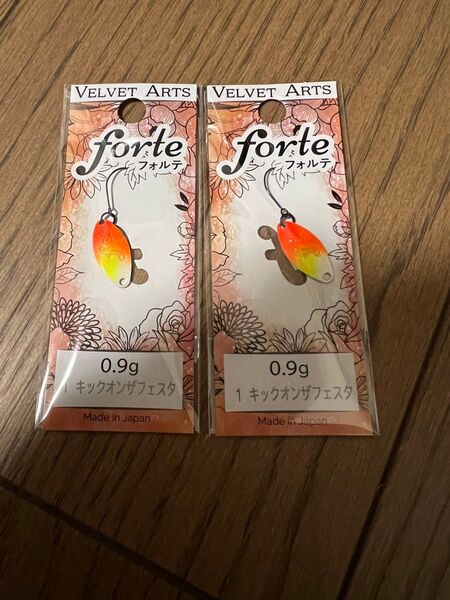 VELVET ARTS
forte
フォルテ
0.9g
1 キックオンザフェスタ
Made in Japan
VELVET ARTS
forte
フォルテ
0.9g
1 キックオンザフェスタ
Made in Japan